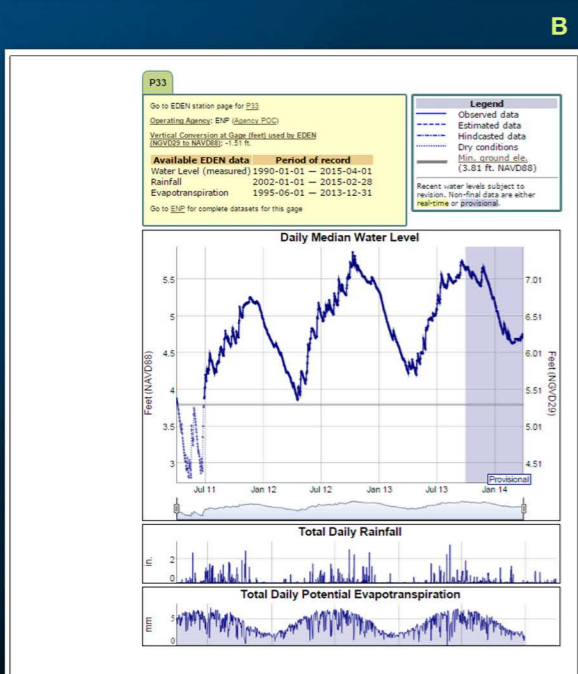 B
P33
Go to EDEN station page for P33
Operating Agency: ENP (Agency POC)
Vertical Conversion at Gage (feet) used by EDEN
(NGVD29 to NAVD88): -1.51 ft.
Available EDEN data Period of record
Water Level (measured) 1990-01-01 — 2015-04-01
Rainfall 2002-01-01 — 2015-02-28
Evapotranspiration 1995-06-01 — 2013-12-31
Go to ENP for complete datasets for this gage
Legend
Observed data
Estimated data
Hindcasted data
Dry conditions
Min. ground ele.
(3.81 ft. NAVD88)
Recent water levels subject to
revision. Non-final data are either
real-time or provisional.
Daily Median Water Level
Feet (NAVD88)
5.5
5
4.5
4
3.5
3
7.01
6.51
6.01
5.51
5.01
4.51
Feet (NGVD29)
Provisional
Jul 11 Jan 12 Jul 12 Jan 13 Jul 13 Jan 14
Total Daily Rainfall
in.
2
0
Total Daily Potential Evapotranspiration
mm
5
0